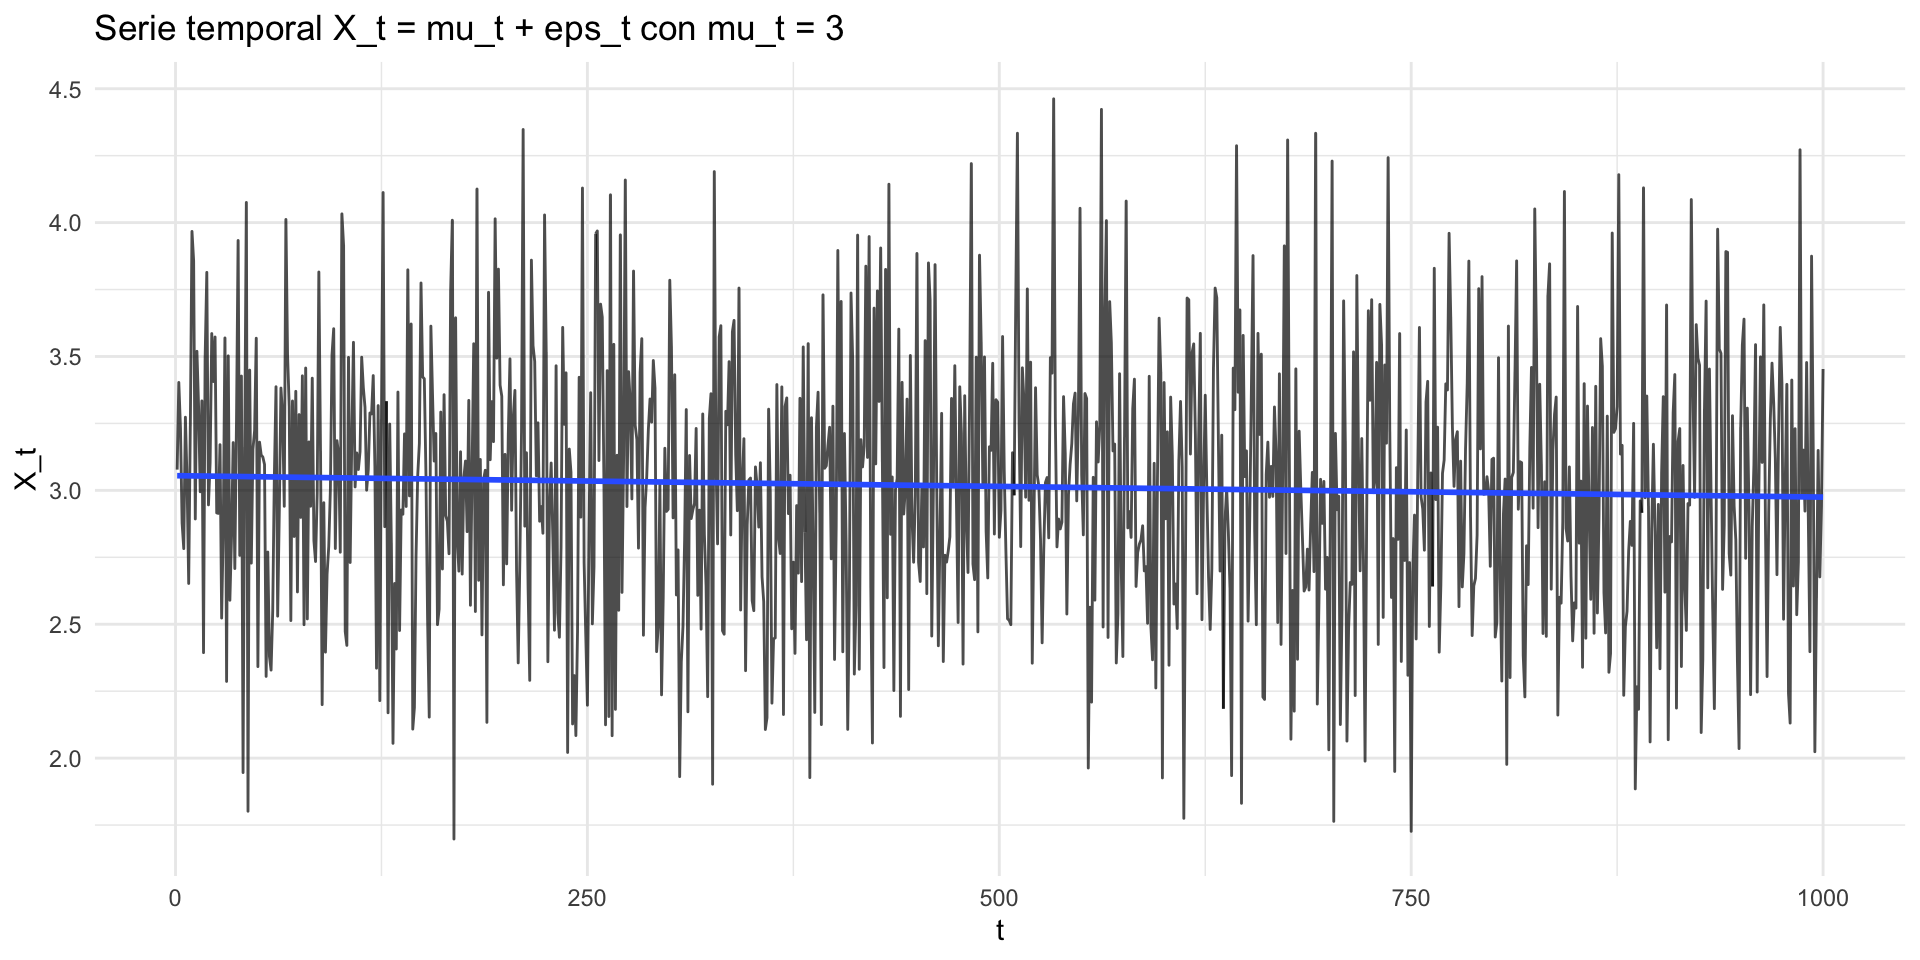 Serie temporal X_t = mu_t + eps_t con mu_t = 3
4.5
4.0
3.5
3.0
2.5
2.0
X_t
0 250 500 750 1000
t